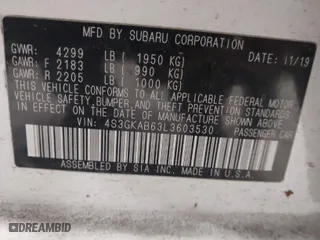 MFD BY SUBARU CORPORATION
GVWR: 4299 LB ( 1950 KG) DATE: 11/19
GAWR: F 2183 LB ( 990 KG)
GAWR: R 2205 LB ( 1000 KG)
THIS VEHICLE CONFORMS TO ALL APPLICABLE FEDERAL MOTOR
VEHICLE SAFETY, BUMPER, AND THEFT PREVENTION STANDARDS
IN EFFECT ON THE DATE OF MANUFACTURE SHOWN ABOVE.
VIN: 4S3GKAB63L3603530 PASSENGER CAR
ASSEMBLED BY SIA INC. MADE IN U.S.A.
DREAMBID